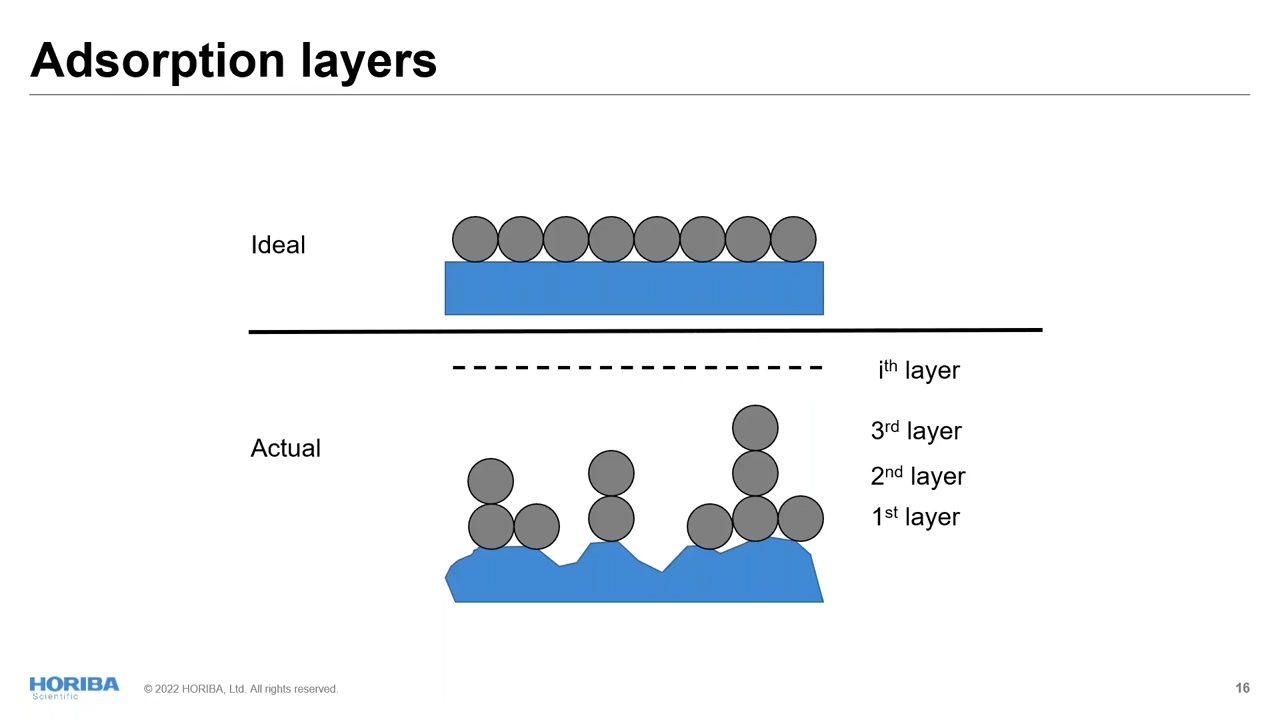 Adsorption layers
Ideal
iᵗʰ layer
3ʳᵈ layer
Actual
2ⁿᵈ layer
1ˢᵗ layer
HORIBA
Scientific
© 2022 HORIBA, Ltd. All rights reserved.
16